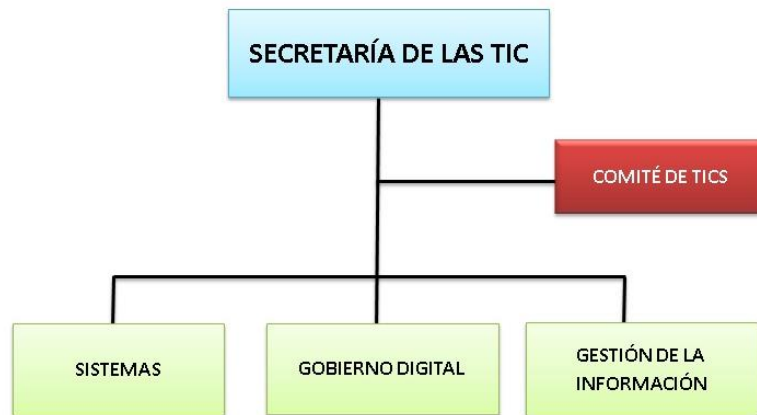 SECRETARÍA DE LAS TIC
COMITÉ DE TICS
SISTEMAS
GOBIERNO DIGITAL
GESTIÓN DE LA
INFORMACIÓN